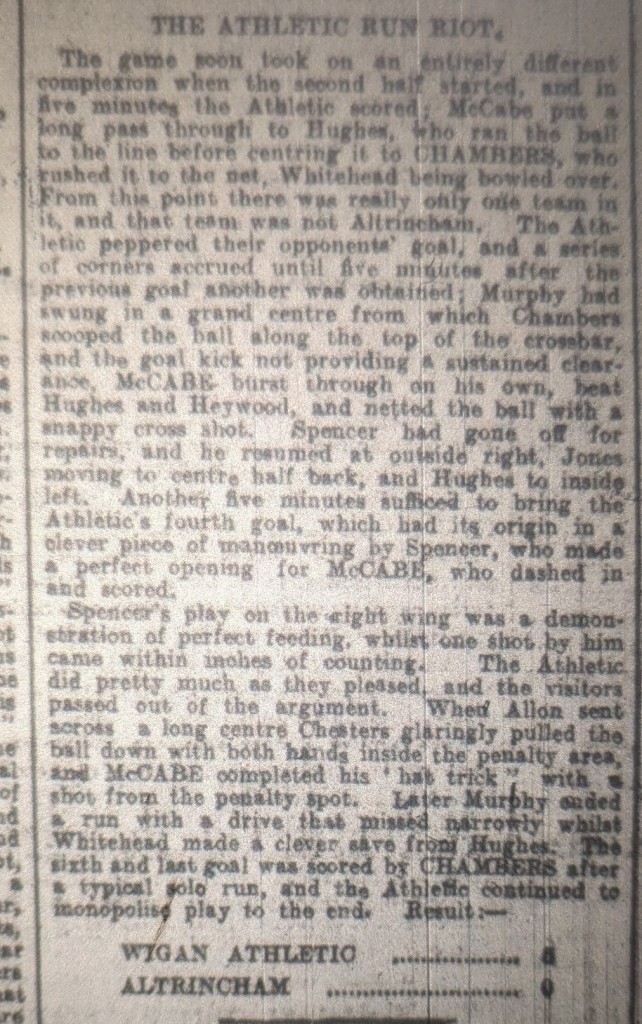 THE ATHLETIC RUN RIOT.
The game soon took on an entirely different
complexion when the second half started, and in
five minutes the Athletic scored; McCabe put a
long pass through to Hughes, who ran the ball
to the line before centring it to CHAMBERS, who
rushed it to the net, Whitehead being bowled over.
From this point there was really only one team in
it, and that team was not Altrincham. The Ath-
letic peppered their opponents' goal, and a series
of corners accrued until five minutes after the
previous goal another was obtained; Murphy had
swung in a grand centre from which Chambers
scooped the ball along the top of the crossbar,
and the goal kick not providing a sustained clear-
ance, McCABE burst through on his own, beat
Hughes and Heywood, and netted the ball with a
snappy cross shot. Spencer had gone off for
repairs, and he resumed at outside right, Jones
moving to centre half back, and Hughes to inside
left. Another five minutes sufficed to bring the
Athletic's fourth goal, which had its origin in a
clever piece of manœuvring by Spencer, who made
a perfect opening for McCABE, who dashed in
and scored.
Spencer's play on the right wing was a demon-
stration of perfect feeding, whilst one shot by him
came within inches of counting. The Athletic
did pretty much as they pleased, and the visitors
passed out of the argument. When Allon sent
across a long centre Chesters glaringly pulled the
ball down with both hands inside the penalty area,
and McCABE completed his "hat trick" with a
shot from the penalty spot. Later Murphy ended
a run with a drive that missed narrowly whilst
Whitehead made a clever save from Hughes. The
sixth and last goal was scored by CHAMBERS after
a typical solo run, and the Athletic continued to
monopolise play to the end. Result:—
WIGAN ATHLETIC ..................
ALTRINCHAM .......................... 0